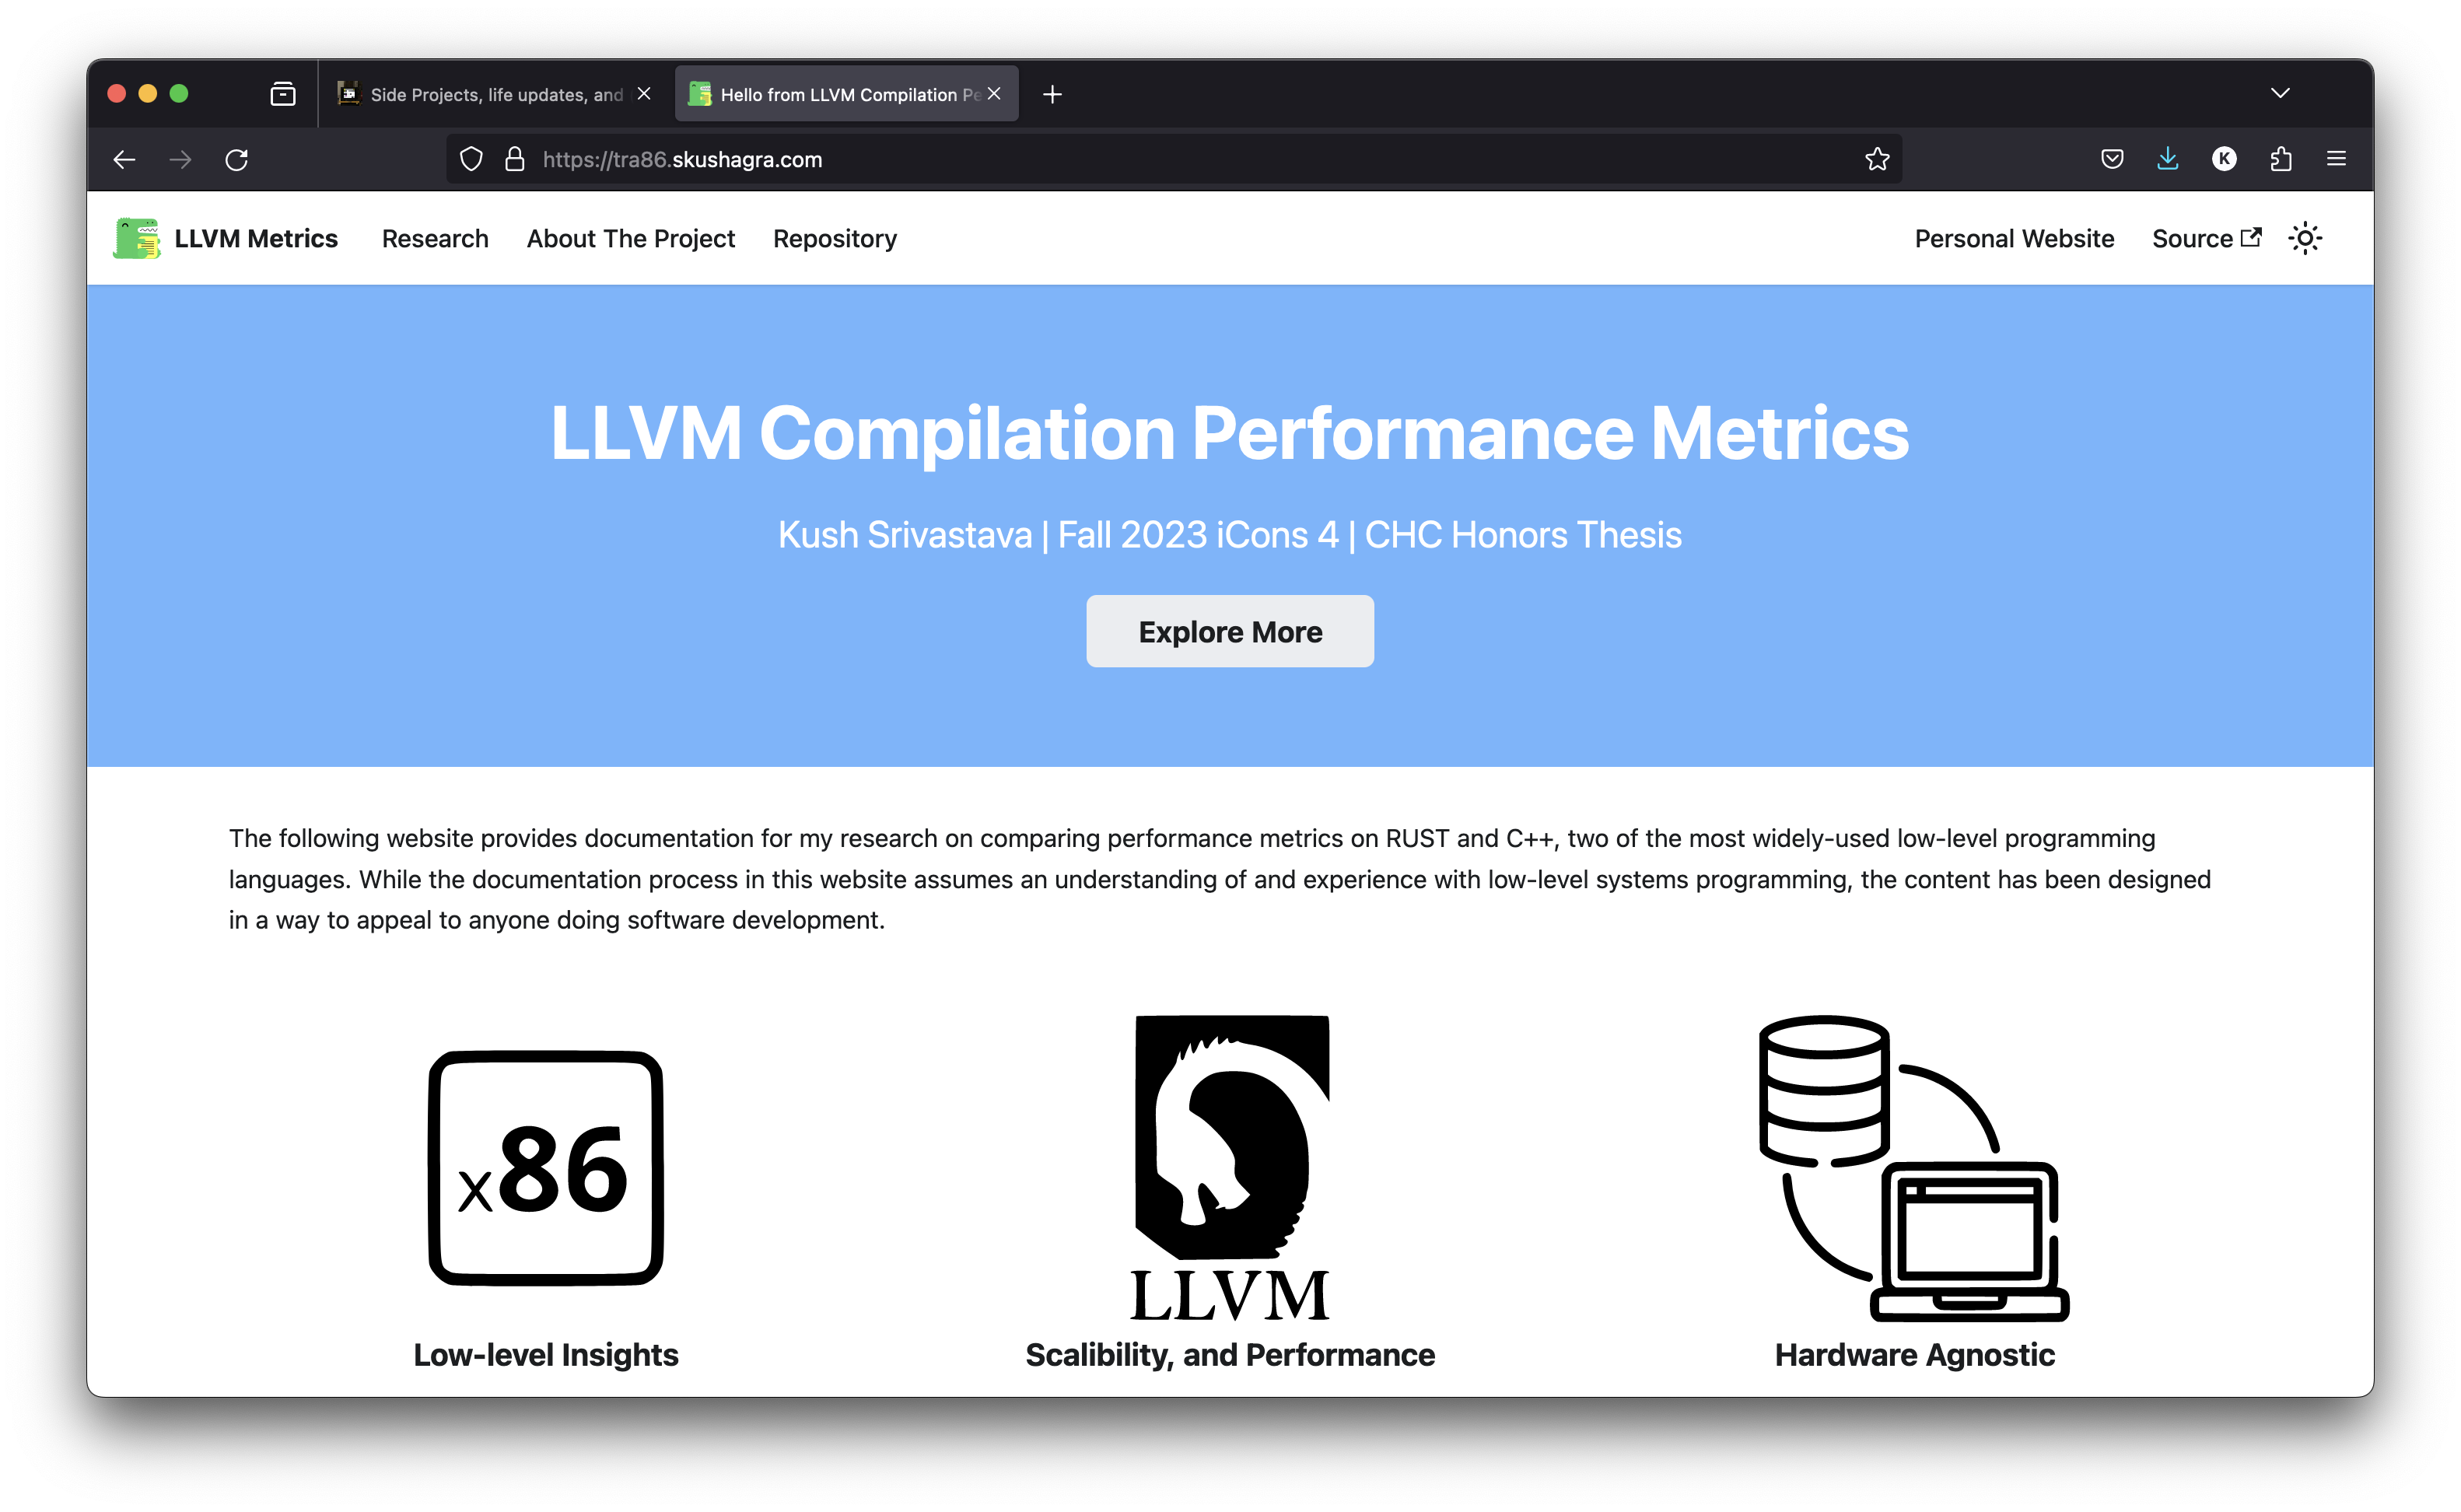 Side Projects, life updates, and
Hello from LLVM Compilation Pe
https://tra86.skushagra.com
K
LLVM Metrics
Research
About The Project
Repository
Personal Website
Source
LLVM Compilation Performance Metrics
Kush Srivastava | Fall 2023 iCons 4 | CHC Honors Thesis
Explore More
The following website provides documentation for my research on comparing performance metrics on RUST and C++, two of the most widely-used low-level programming
languages. While the documentation process in this website assumes an understanding of and experience with low-level systems programming, the content has been designed
in a way to appeal to anyone doing software development.
x86
LLVM
Low-level Insights
Scalibility, and Performance
Hardware Agnostic